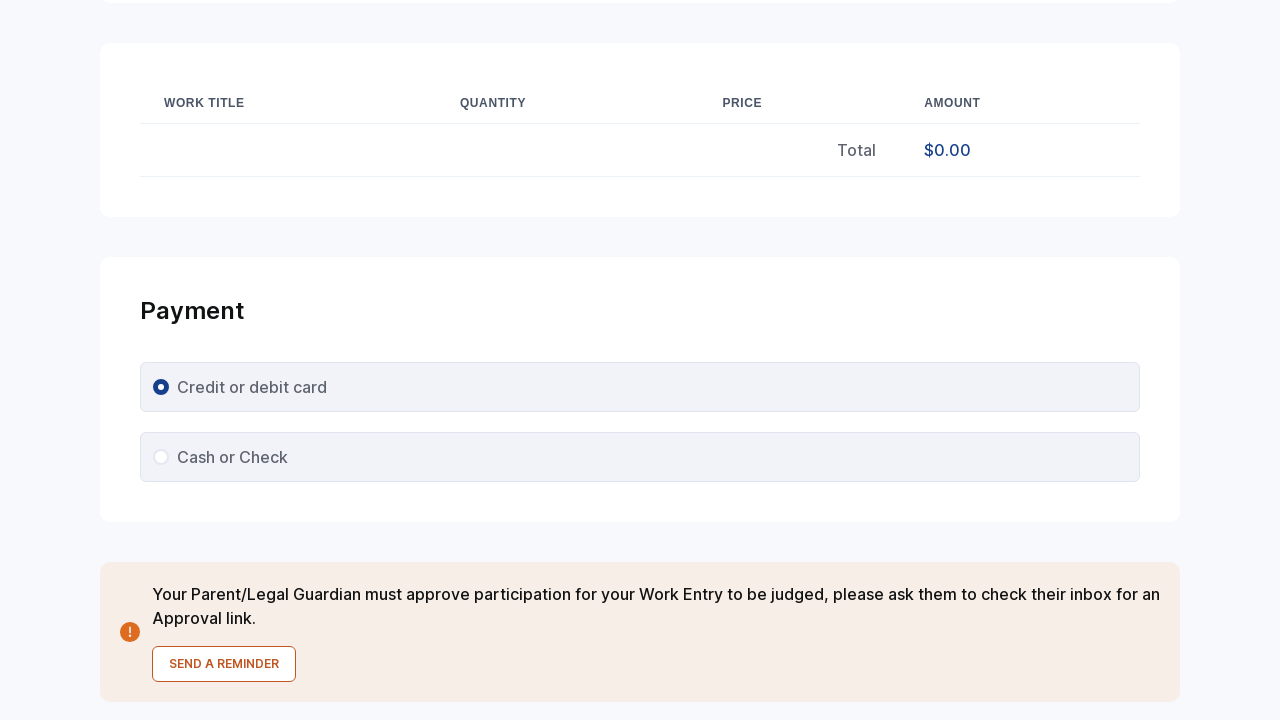 WORK TITLE QUANTITY PRICE AMOUNT
Total $0.00
Payment
Credit or debit card
Cash or Check
Your Parent/Legal Guardian must approve participation for your Work Entry to be judged, please ask them to check their inbox for an
Approval link.
SEND A REMINDER